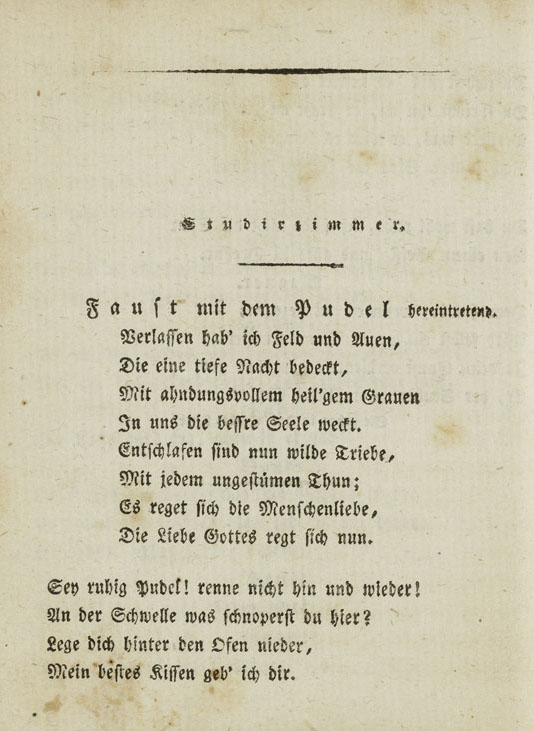 Studirzimmer.
Faust mit dem Pudel hereintretend.
Verlassen hab' ich Feld und Auen,
Die eine tiefe Nacht bedeckt,
Mit ahndungsvollem heil'gem Grauen
In uns die bessre Seele weckt.
Entschlafen sind nun wilde Triebe,
Mit jedem ungestümen Thun;
Es reget sich die Menschenliebe,
Die Liebe Gottes regt sich nun.
Sey ruhig Pudel! renne nicht hin und wieder!
An der Schwelle was schnoperst du hier?
Lege dich hinter den Ofen nieder,
Mein bestes Kissen geb' ich dir.